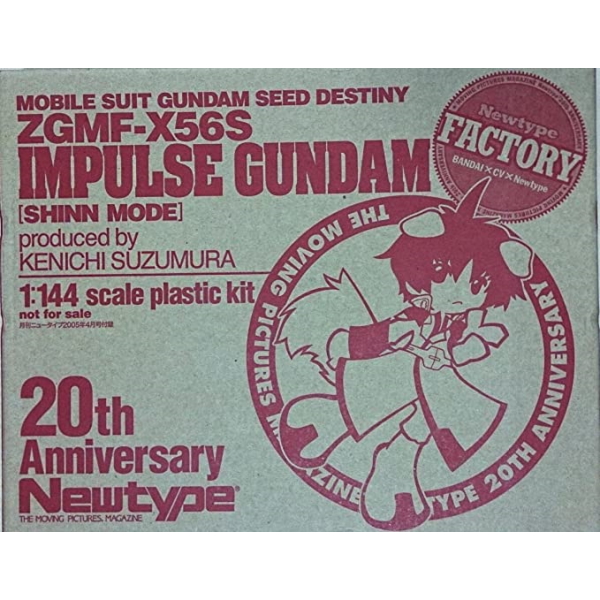 MOBILE SUIT GUNDAM SEED DESTINY
ZGMF-X56S
IMPULSE GUNDAM
[SHINN MODE]
produced by
KENICHI SUZUMURA
1:144 scale plastic kit
not for sale
月刊ニュータイプ2005年4月号付録
20th
Anniversary
Newtype
THE MOVING PICTURES MAGAZINE
Newtype
FACTORY
BANDAI×CV×Newtype
THE MOVING PICTURES M AZINE TYPE 20TH ANNIVERSARY